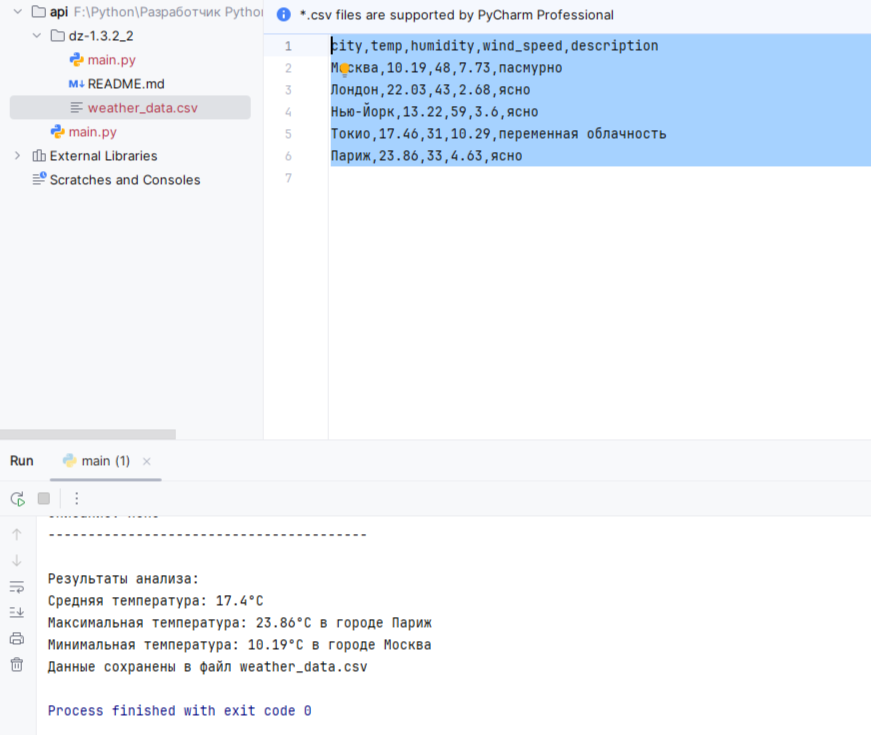 api F:\Python\Разработчик Python
dz-1.3.2_2
main.py
M↓ README.md
weather_data.csv
main.py
External Libraries
Scratches and Consoles
*.csv files are supported by PyCharm Professional
1 city,temp,humidity,wind_speed,description
2 Москва,10.19,48,7.73,пасмурно
3 Лондон,22.03,43,2.68,ясно
4 Нью-Йорк,13.22,59,3.6,ясно
5 Токио,17.46,31,10.29,переменная облачность
6 Париж,23.86,33,4.63,ясно
7
Run main (1)
----------------------------------------
Результаты анализа:
Средняя температура: 17.4°C
Максимальная температура: 23.86°C в городе Париж
Минимальная температура: 10.19°C в городе Москва
Данные сохранены в файл weather_data.csv
Process finished with exit code 0